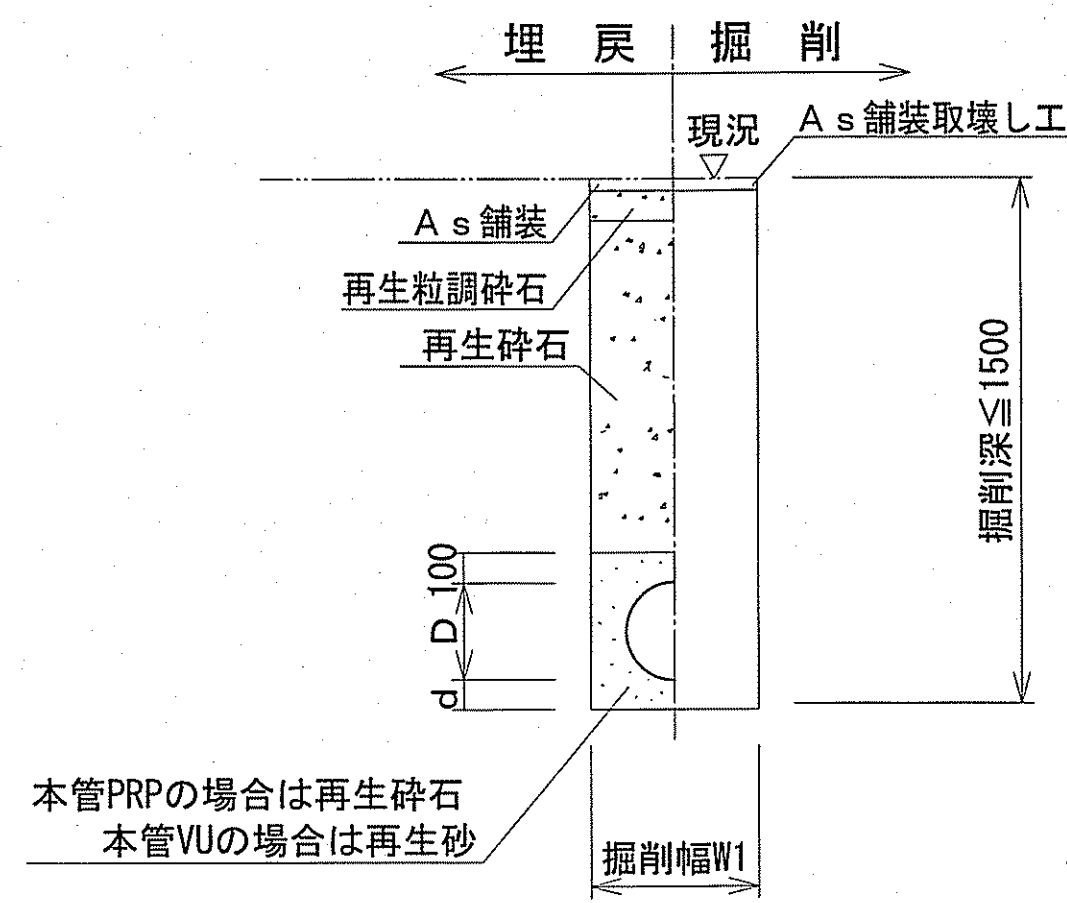 埋戻 掘削
As舗装取壊し工
現況
As舗装
再生粒調砕石
再生砕石
掘削深≦1500
100
D
d
本管PRPの場合は再生砕石
本管VUの場合は再生砂
掘削幅W1